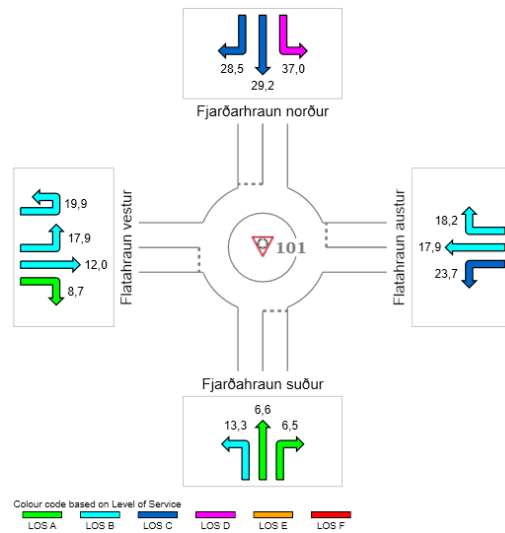 28,5
37,0
29,2
Fjarðarhraun norður
19,9
17,9
12,0
8,7
Flatahraun vestur
101
Flatahraun austur
18,2
17,9
23,7
Fjarðahraun suður
6,6
13,3
6,5
Colour code based on Level of Service
LOS A
LOS B
LOS C
LOS D
LOS E
LOS F